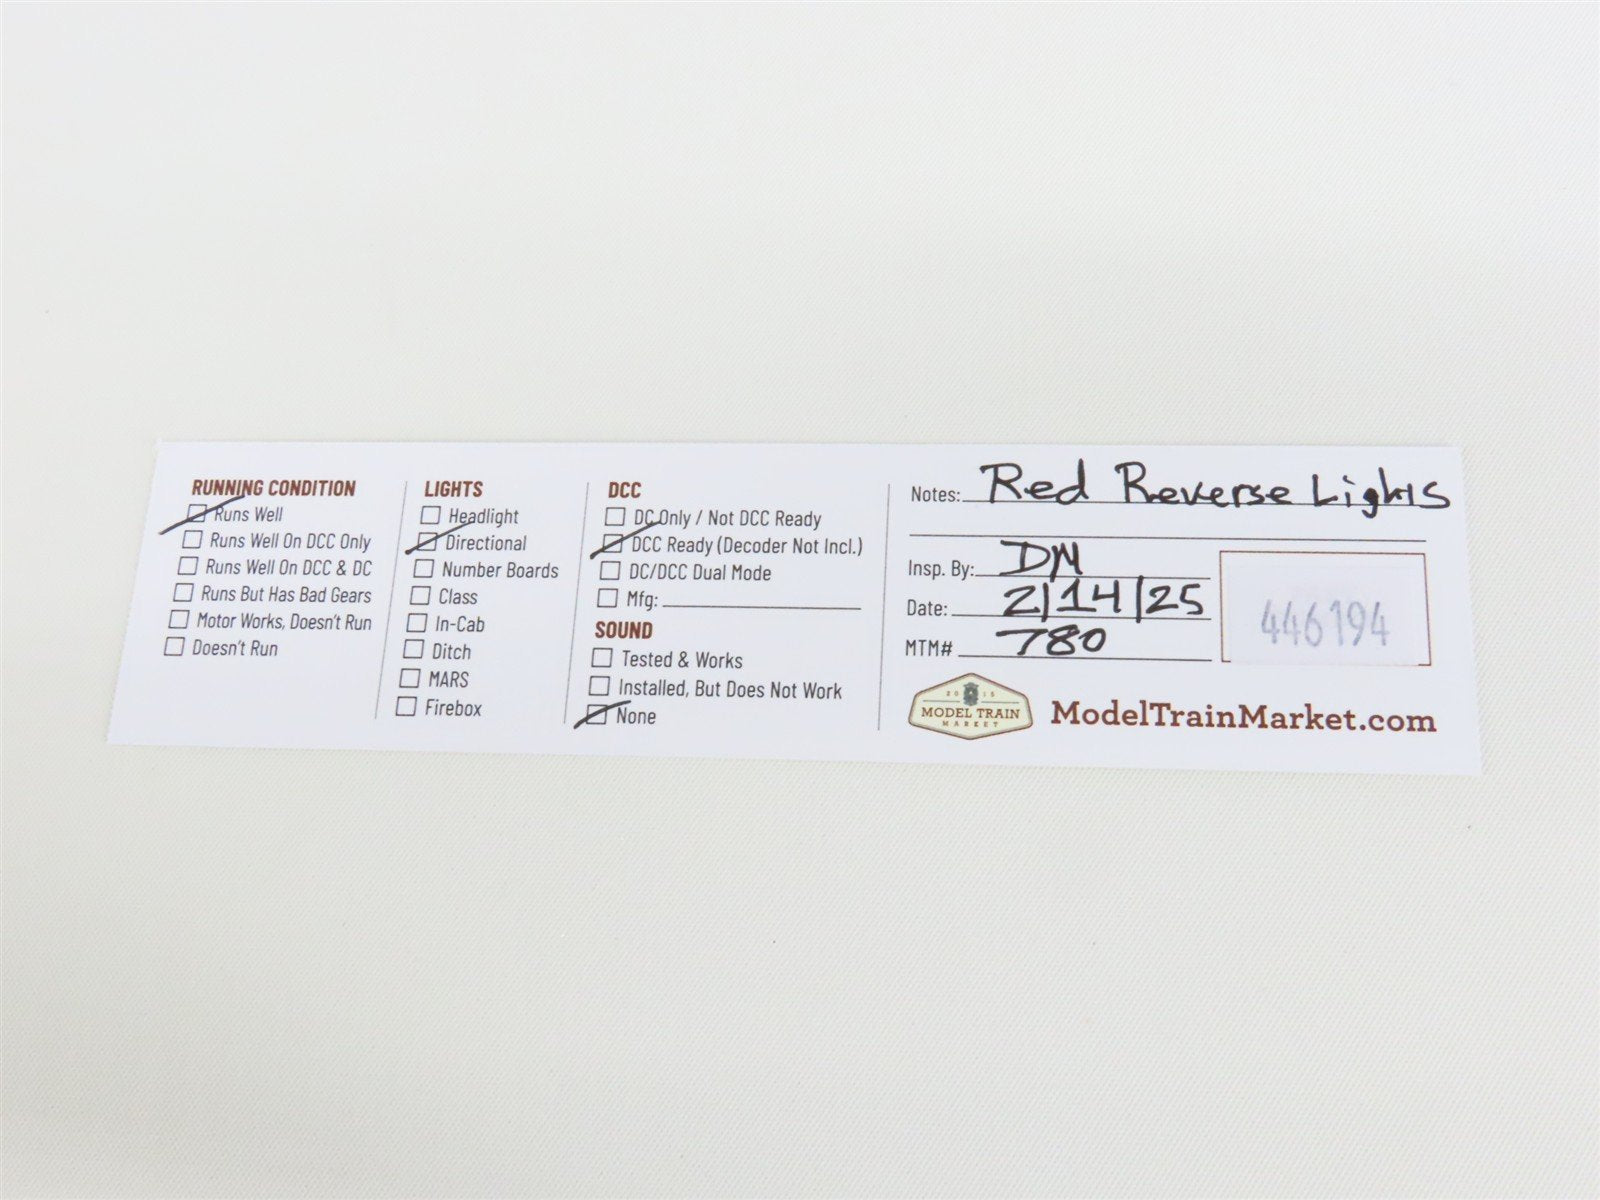 RUNNING CONDITION
Runs Well
Runs Well On DCC Only
Runs Well On DCC & DC
Runs But Has Bad Gears
Motor Works, Doesn't Run
Doesn't Run
LIGHTS
Headlight
Directional
Number Boards
Class
In-Cab
Ditch
MARS
Firebox
DCC
DC Only / Not DCC Ready
DCC Ready (Decoder Not Incl.)
DC/DCC Dual Mode
Mfg:
SOUND
Tested & Works
Installed, But Does Not Work
None
Notes: Red Reverse Lights
Insp. By: DM
Date: 2/14/25
MTM# 780
446194
2015
MODEL TRAIN
MARKET
ModelTrainMarket.com